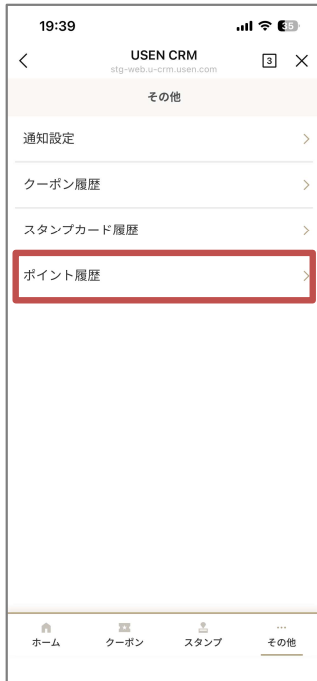 19:39
35
USEN CRM
stg-web.u-crm.usen.com
3
その他
通知設定
クーポン履歴
スタンプカード履歴
ポイント履歴
ホーム
クーポン
スタンプ
その他